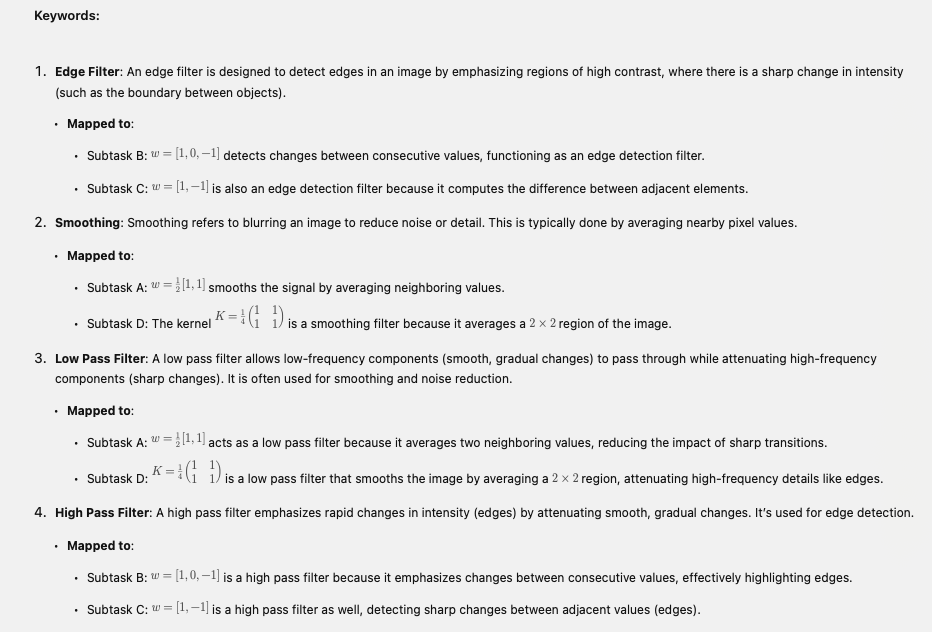 Keywords:
1. Edge Filter: An edge filter is designed to detect edges in an image by emphasizing regions of high contrast, where there is a sharp change in intensity
(such as the boundary between objects).
• Mapped to:
• Subtask B: w = [1, 0, −1] detects changes between consecutive values, functioning as an edge detection filter.
• Subtask C: w = [1, −1] is also an edge detection filter because it computes the difference between adjacent elements.
2. Smoothing: Smoothing refers to blurring an image to reduce noise or detail. This is typically done by averaging nearby pixel values.
• Mapped to:
• Subtask A: w = ½[1, 1] smooths the signal by averaging neighboring values.
• Subtask D: The kernel K = ¼(1 1; 1 1) is a smoothing filter because it averages a 2 × 2 region of the image.
3. Low Pass Filter: A low pass filter allows low-frequency components (smooth, gradual changes) to pass through while attenuating high-frequency
components (sharp changes). It is often used for smoothing and noise reduction.
• Mapped to:
• Subtask A: w = ½[1, 1] acts as a low pass filter because it averages two neighboring values, reducing the impact of sharp transitions.
• Subtask D: K = ¼(1 1; 1 1) is a low pass filter that smooths the image by averaging a 2 × 2 region, attenuating high-frequency details like edges.
4. High Pass Filter: A high pass filter emphasizes rapid changes in intensity (edges) by attenuating smooth, gradual changes. It's used for edge detection.
• Mapped to:
• Subtask B: w = [1, 0, −1] is a high pass filter because it emphasizes changes between consecutive values, effectively highlighting edges.
• Subtask C: w = [1, −1] is a high pass filter as well, detecting sharp changes between adjacent values (edges).